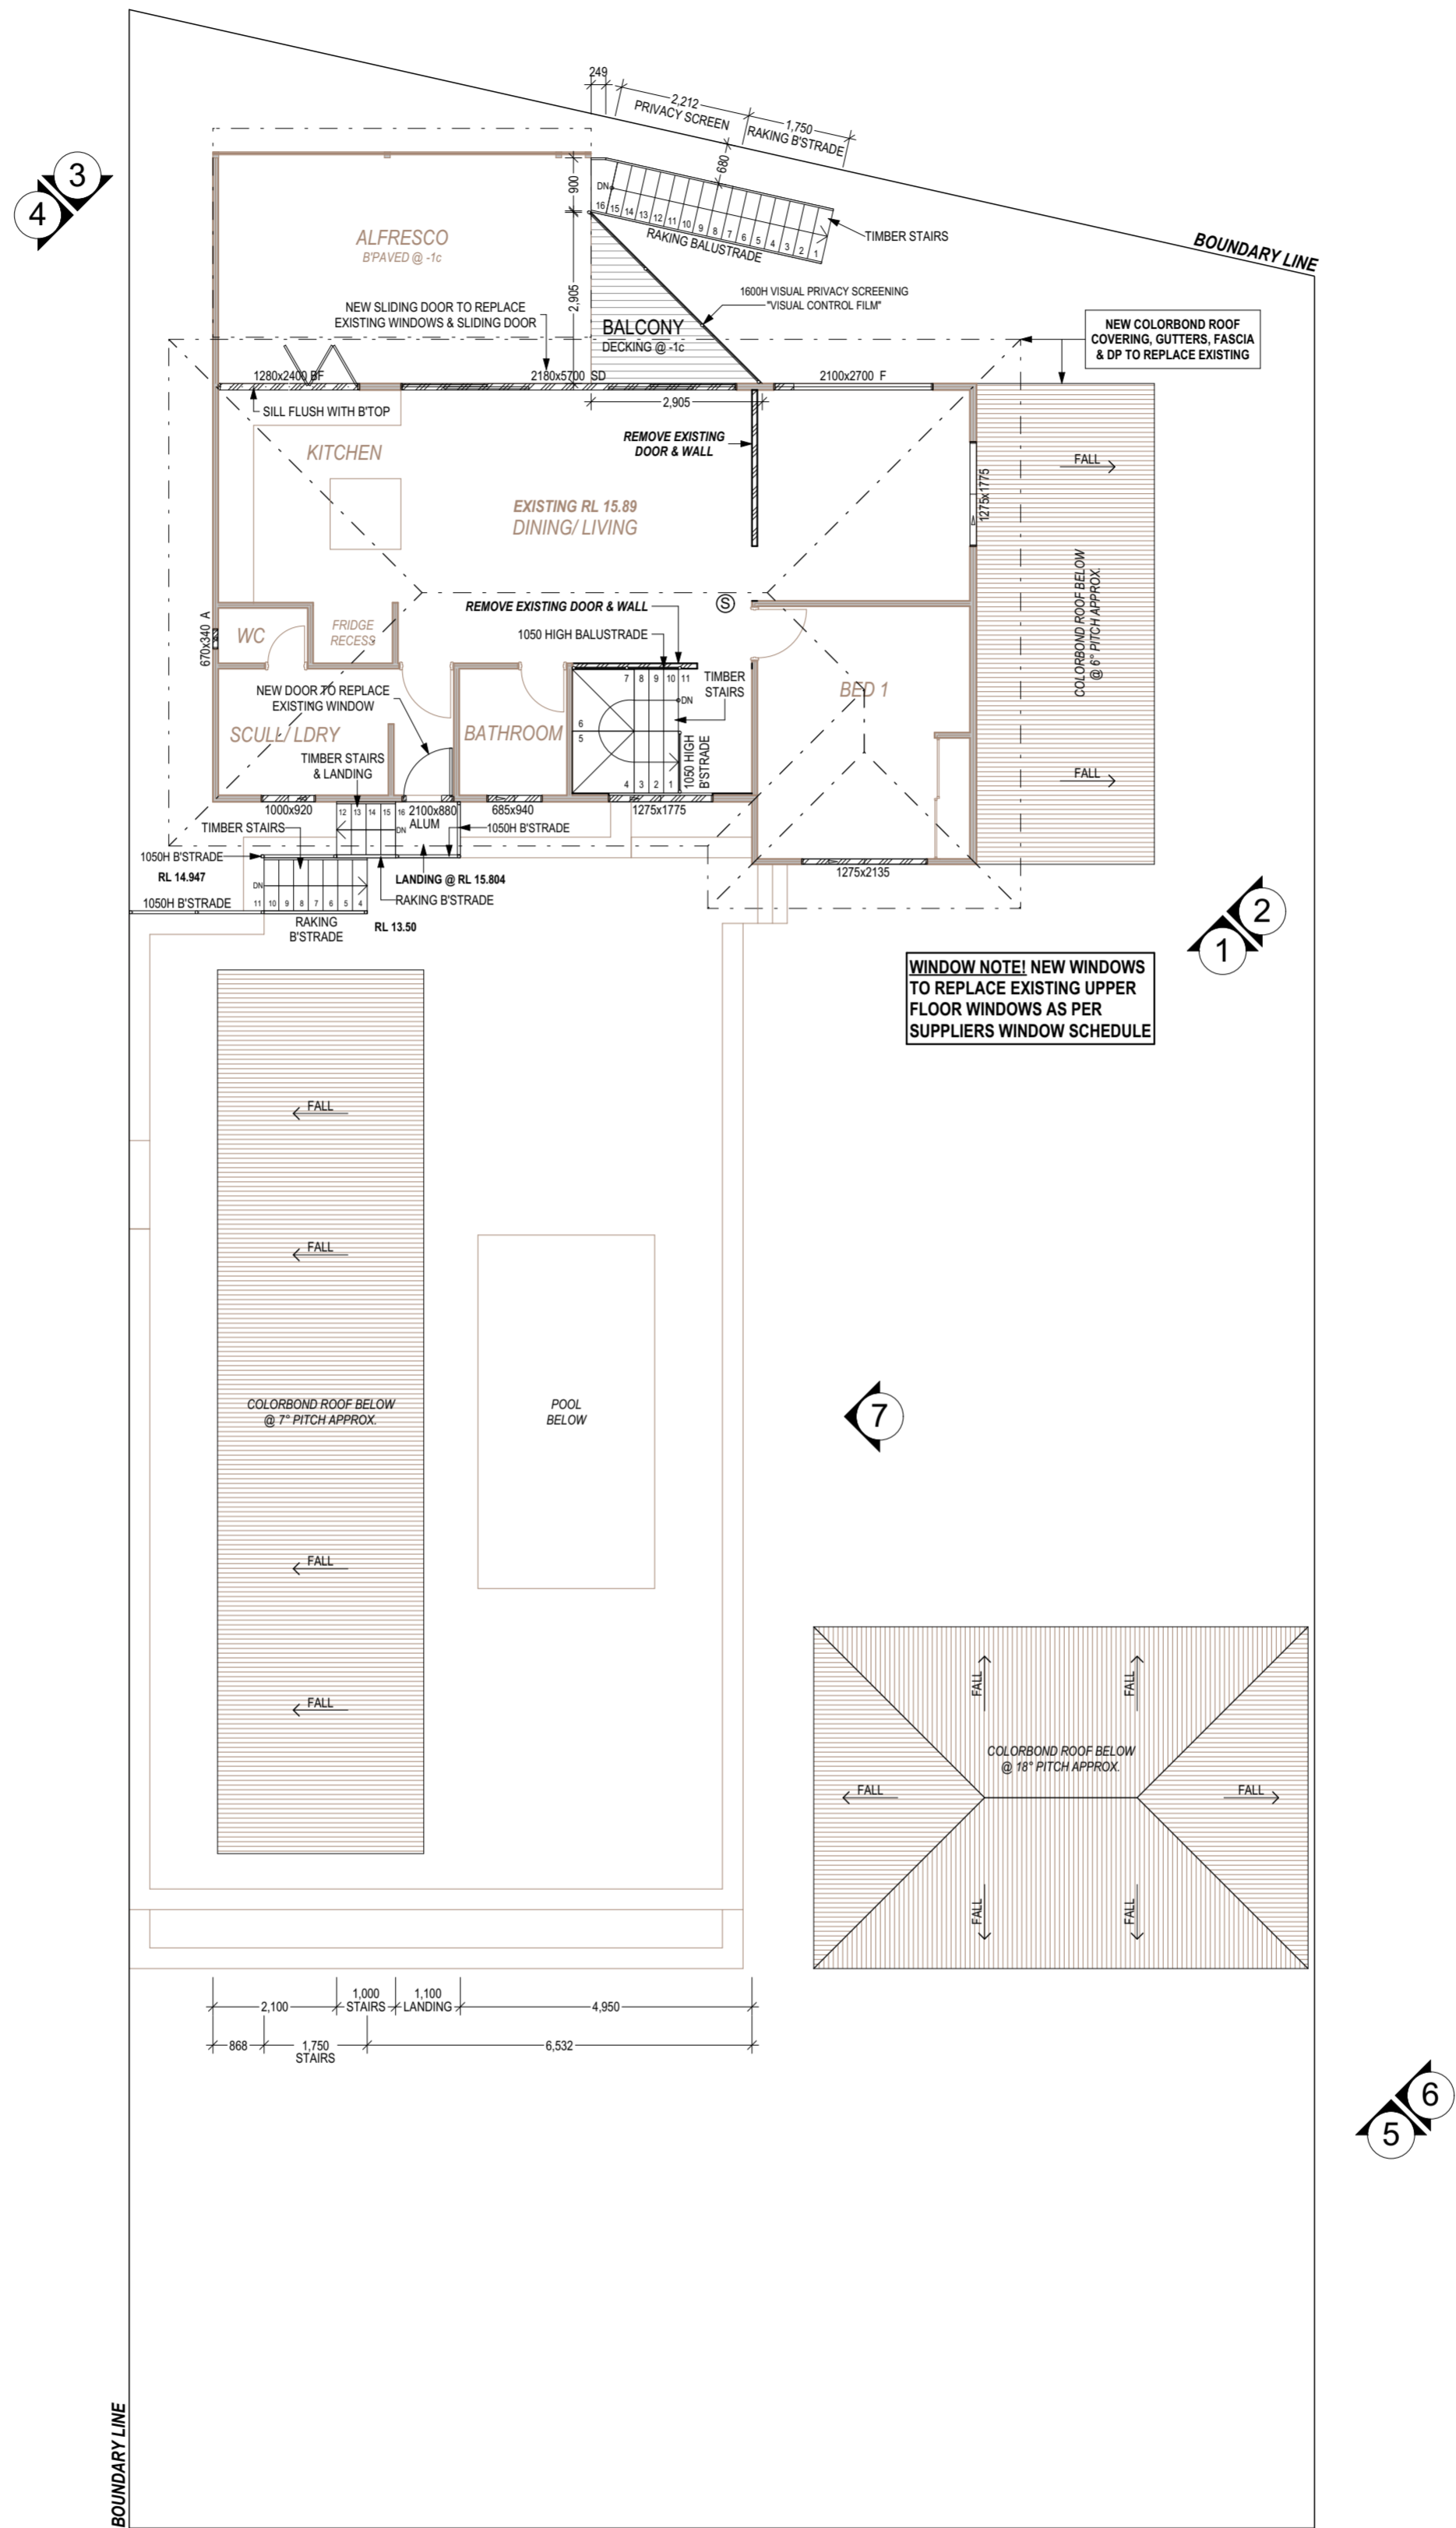 249
2,212
PRIVACY SCREEN
1,750
RAKING B'STRADE
680
3
4
900
DN
16 15 14 13 12 11 10 9 8 7 6 5 4 3 2 1
TIMBER STAIRS
RAKING BALUSTRADE
BOUNDARY LINE
ALFRESCO
B'PAVED @ -1c
2,905
1600H VISUAL PRIVACY SCREENING
"VISUAL CONTROL FILM"
NEW SLIDING DOOR TO REPLACE
EXISTING WINDOWS & SLIDING DOOR
BALCONY
DECKING @ -1c
NEW COLORBOND ROOF
COVERING, GUTTERS, FASCIA
& DP TO REPLACE EXISTING
1280x2400 BF
2180x5700 SD
2100x2700 F
2,905
SILL FLUSH WITH B'TOP
KITCHEN
REMOVE EXISTING
DOOR & WALL
FALL
1275x1775
EXISTING RL 15.89
DINING/ LIVING
COLORBOND ROOF BELOW
@ 6° PITCH APPROX.
S
REMOVE EXISTING DOOR & WALL
670x340 A
WC
FRIDGE
RECESS
1050 HIGH BALUSTRADE
7 8 9 10 11
TIMBER
STAIRS
DN
NEW DOOR TO REPLACE
EXISTING WINDOW
BED 1
SCULL/ LDRY
BATHROOM
6
5
1050 HIGH
B'STRADE
TIMBER STAIRS
& LANDING
4 3 2 1
FALL
1000x920
12 13 14 15 16
2100x880
ALUM
685x940
1275x1775
TIMBER STAIRS
DN
1050H B'STRADE
1050H B'STRADE
RL 14.947
LANDING @ RL 15.804
1275x2135
DN
1050H B'STRADE
11 10 9 8 7 6 5 4
RAKING B'STRADE
RAKING
B'STRADE
RL 13.50
2
1
WINDOW NOTE! NEW WINDOWS
TO REPLACE EXISTING UPPER
FLOOR WINDOWS AS PER
SUPPLIERS WINDOW SCHEDULE
FALL
FALL
COLORBOND ROOF BELOW
@ 7° PITCH APPROX.
POOL
BELOW
7
FALL
FALL
FALL
FALL
COLORBOND ROOF BELOW
@ 18° PITCH APPROX.
FALL
FALL
FALL
FALL
2,100
1,000
STAIRS
1,100
LANDING
4,950
868
1,750
STAIRS
6,532
6
5
BOUNDARY LINE